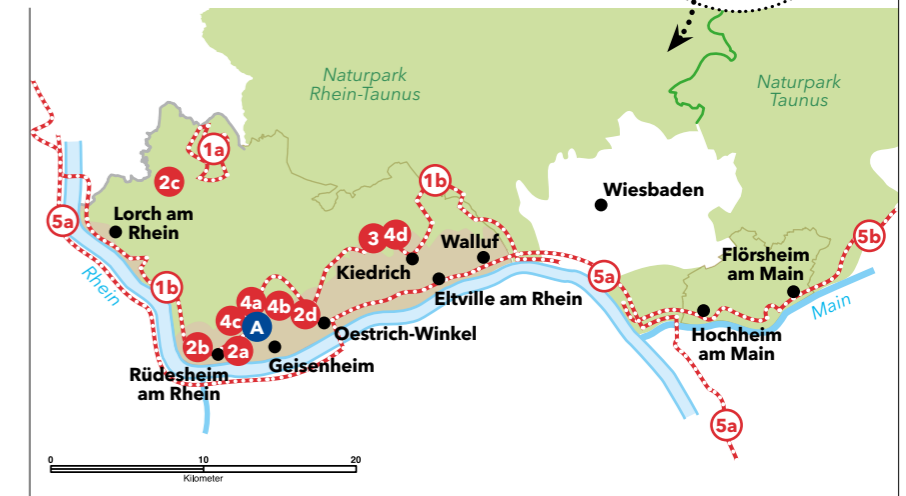 Naturpark
Rhein-Taunus
Naturpark
Taunus
1a
2c
1b
Wiesbaden
5a
Lorch am
Rhein
3
4d
Walluf
5b
Flörsheim
am Main
Kiedrich
Rhein
1b
5a
Eltville am Rhein
Main
4a
4b
2d
4c
A
Oestrich-Winkel
Hochheim
am Main
2b
2a
Geisenheim
Rüdesheim
am Rhein
5a
0 10 20
Kilometer